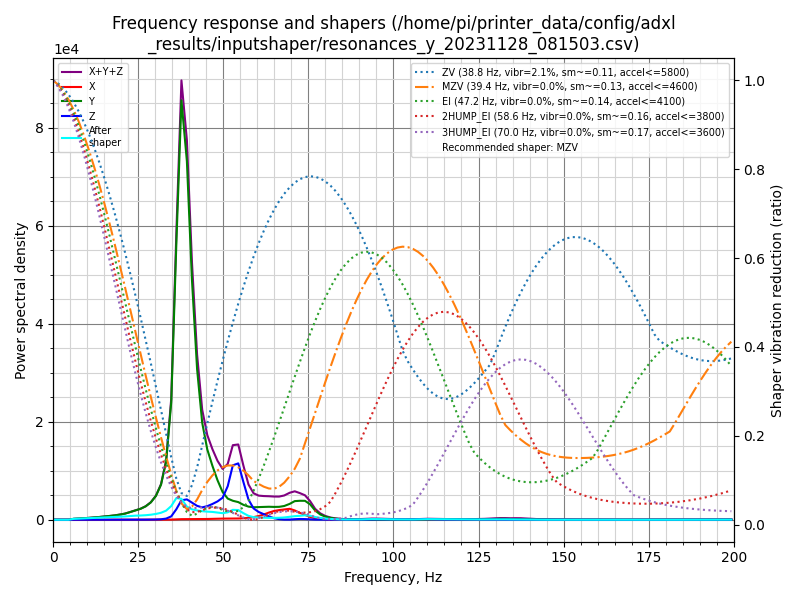 Frequency response and shapers (/home/pi/printer_data/config/adxl
_results/inputshaper/resonances_y_20231128_081503.csv)
1e4
X+Y+Z
X
Y
Z
After
shaper
ZV (38.8 Hz, vibr=2.1%, sm~=0.11, accel<=5800)
MZV (39.4 Hz, vibr=0.0%, sm~=0.13, accel<=4600)
EI (47.2 Hz, vibr=0.0%, sm~=0.14, accel<=4100)
2HUMP_EI (58.6 Hz, vibr=0.0%, sm~=0.16, accel<=3800)
3HUMP_EI (70.0 Hz, vibr=0.0%, sm~=0.17, accel<=3600)
Recommended shaper: MZV
Power spectral density
8
6
4
2
0
1.0
0.8
0.6
0.4
0.2
0.0
Shaper vibration reduction (ratio)
0 25 50 75 100 125 150 175 200
Frequency, Hz